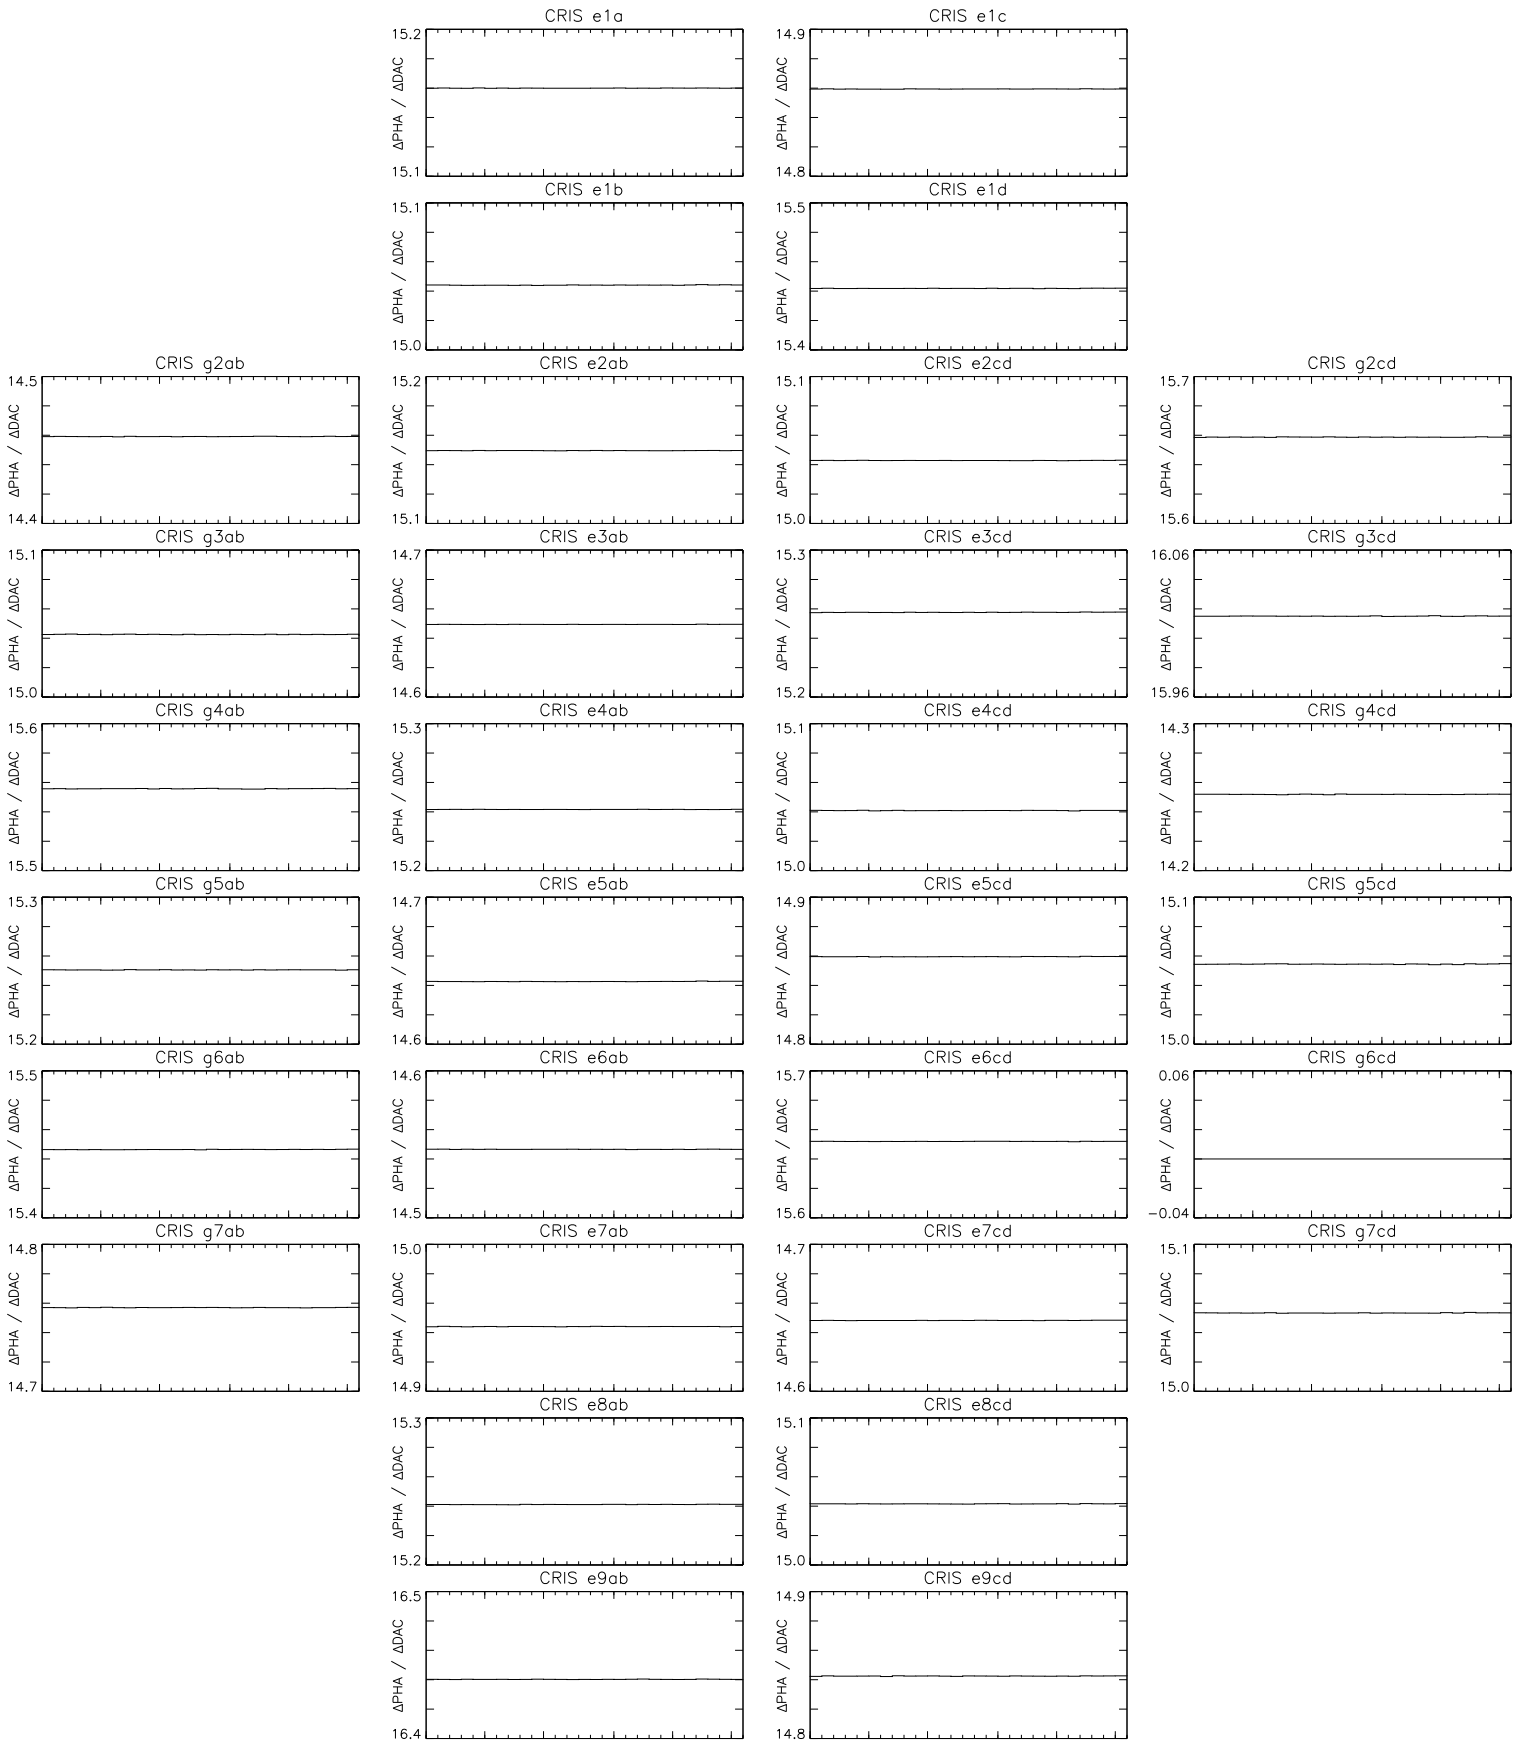 CRIS e1a
15.2
ΔPHA / ΔDAC
15.1
CRIS e1c
14.9
ΔPHA / ΔDAC
14.8
CRIS e1b
15.1
ΔPHA / ΔDAC
15.0
CRIS e1d
15.5
ΔPHA / ΔDAC
15.4
CRIS g2ab
14.5
ΔPHA / ΔDAC
14.4
CRIS e2ab
15.2
ΔPHA / ΔDAC
15.1
CRIS e2cd
15.1
ΔPHA / ΔDAC
15.0
CRIS g2cd
15.7
ΔPHA / ΔDAC
15.6
CRIS g3ab
15.1
ΔPHA / ΔDAC
15.0
CRIS e3ab
14.7
ΔPHA / ΔDAC
14.6
CRIS e3cd
15.3
ΔPHA / ΔDAC
15.2
CRIS g3cd
16.06
ΔPHA / ΔDAC
15.96
CRIS g4ab
15.6
ΔPHA / ΔDAC
15.5
CRIS e4ab
15.3
ΔPHA / ΔDAC
15.2
CRIS e4cd
15.1
ΔPHA / ΔDAC
15.0
CRIS g4cd
14.3
ΔPHA / ΔDAC
14.2
CRIS g5ab
15.3
ΔPHA / ΔDAC
15.2
CRIS e5ab
14.7
ΔPHA / ΔDAC
14.6
CRIS e5cd
14.9
ΔPHA / ΔDAC
14.8
CRIS g5cd
15.1
ΔPHA / ΔDAC
15.0
CRIS g6ab
15.5
ΔPHA / ΔDAC
15.4
CRIS e6ab
14.6
ΔPHA / ΔDAC
14.5
CRIS e6cd
15.7
ΔPHA / ΔDAC
15.6
CRIS g6cd
0.06
ΔPHA / ΔDAC
−0.04
CRIS g7ab
14.8
ΔPHA / ΔDAC
14.7
CRIS e7ab
15.0
ΔPHA / ΔDAC
14.9
CRIS e7cd
14.7
ΔPHA / ΔDAC
14.6
CRIS g7cd
15.1
ΔPHA / ΔDAC
15.0
CRIS e8ab
15.3
ΔPHA / ΔDAC
15.2
CRIS e8cd
15.1
ΔPHA / ΔDAC
15.0
CRIS e9ab
16.5
ΔPHA / ΔDAC
16.4
CRIS e9cd
14.9
ΔPHA / ΔDAC
14.8